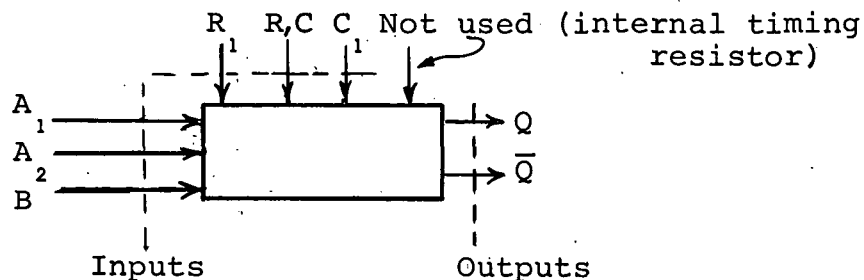 R₁ R,C C₁ Not used (internal timing
resistor)
A₁
A₂
B
Q
Q̅
Inputs Outputs